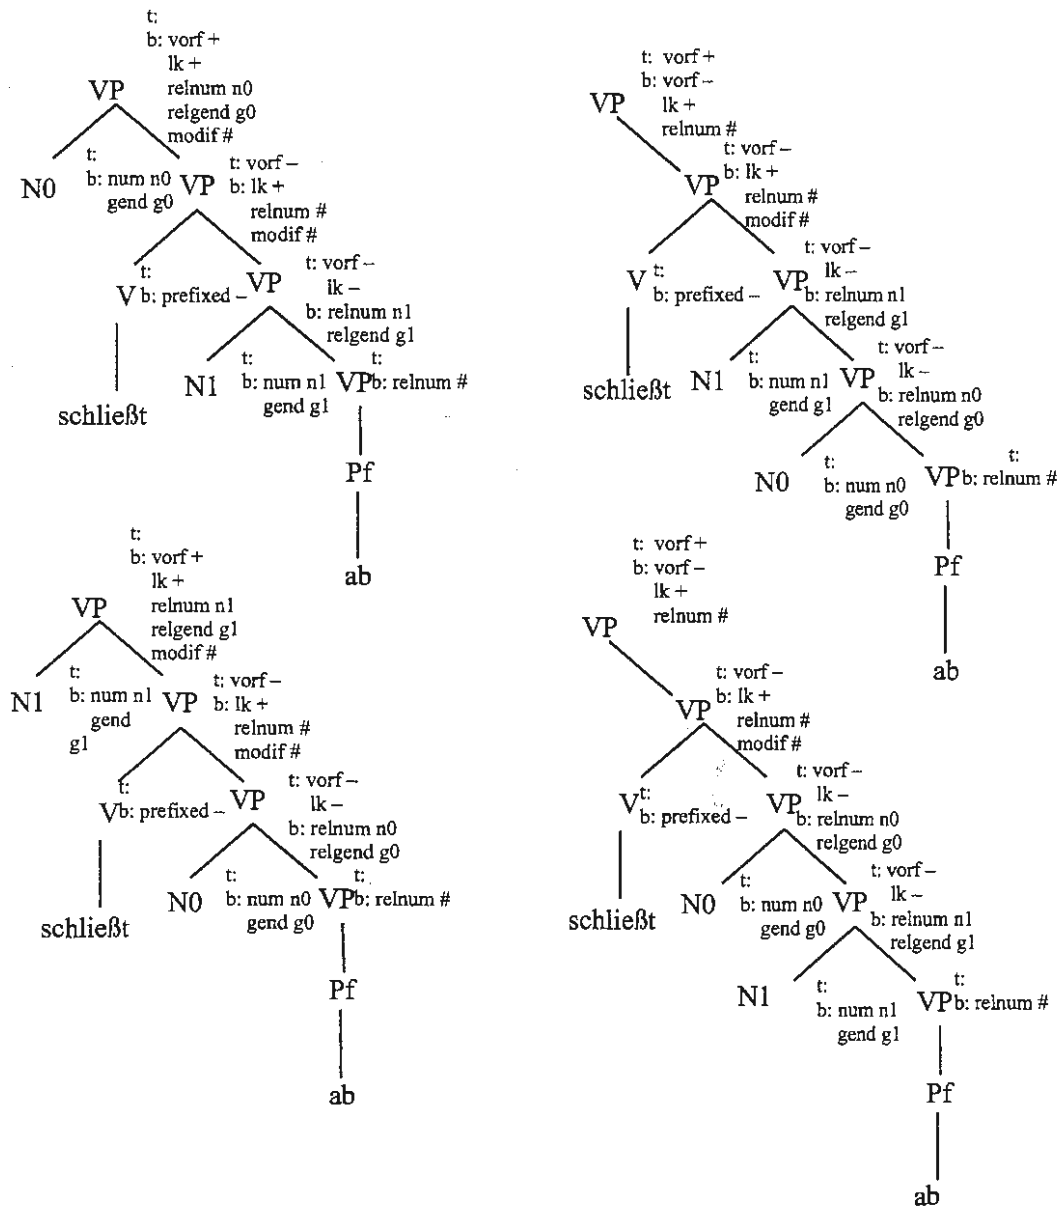 t:
b: vorf +
lk +
VP relnum n0
relgend g0
modif #
t:
N0 b: num n0 VP t: vorf –
gend g0 b: lk +
relnum #
modif #
t:
V b: prefixed – VP t: vorf –
lk –
b: relnum n1
relgend g1
t:
N1 b: num n1 VP t:
gend g1 b: relnum #
schließt
Pf
ab
t: vorf +
VP b: vorf –
lk +
relnum #
t: vorf –
VP b: lk +
relnum #
modif #
V t:
b: prefixed –
t: vorf –
VP lk –
b: relnum n1
relgend g1
schließt
N1 t:
b: num n1
gend g1
t: vorf –
VP lk –
b: relnum n0
relgend g0
N0 t:
b: num n0
gend g0
t:
VP b: relnum #
Pf
ab
t:
b: vorf +
lk +
VP relnum n1
relgend g1
modif #
N1 t:
b: num n1
gend
g1
VP t: vorf –
b: lk +
relnum #
modif #
V t:
b: prefixed –
VP t: vorf –
lk –
b: relnum n0
relgend g0
schließt
N0 t:
b: num n0
gend g0
VP t:
b: relnum #
Pf
ab
t: vorf +
b: vorf –
lk +
VP relnum #
t: vorf –
VP b: lk +
relnum #
modif #
V t:
b: prefixed –
t: vorf –
VP lk –
b: relnum n0
relgend g0
schließt
N0 t:
b: num n0
gend g0
t: vorf –
VP lk –
b: relnum n1
relgend g1
N1 t:
b: num n1
gend g1
VP t:
b: relnum #
Pf
ab